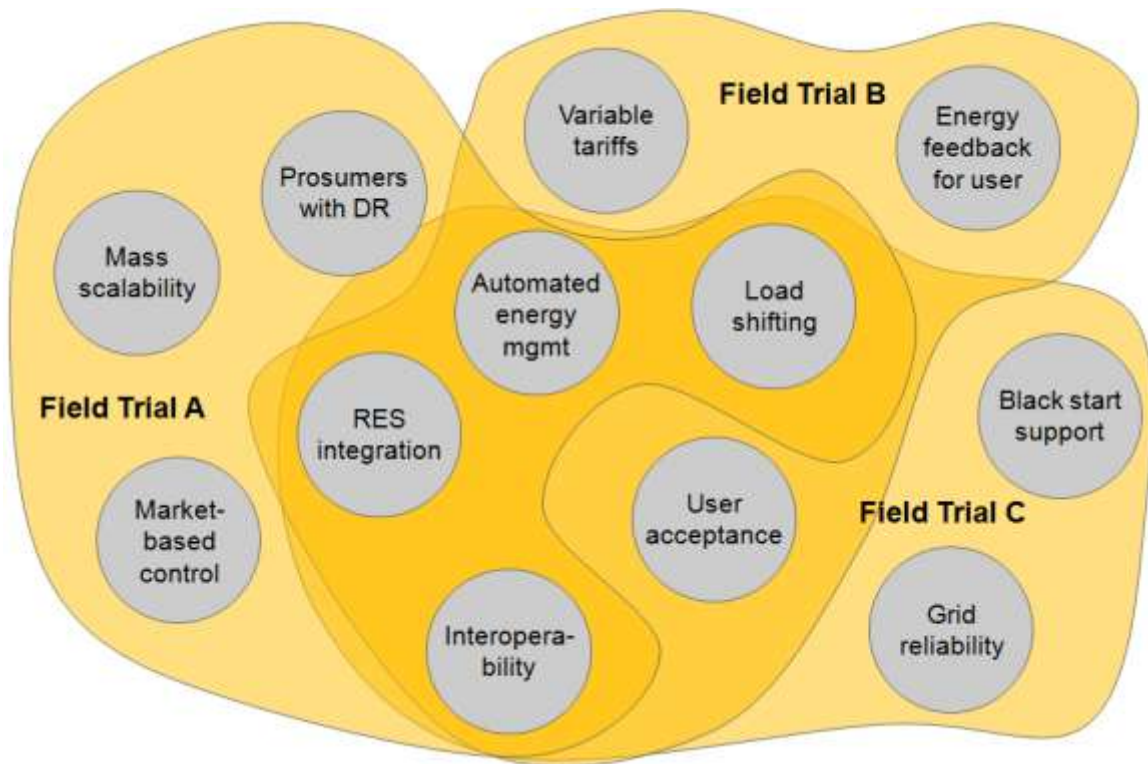 Variable
tariffs
Field Trial B
Energy
feedback
for user
Prosumers
with DR
Mass
scalability
Automated
energy
mgmt
Load
shifting
Field Trial A
RES
integration
Black start
support
Market-
based
control
User
acceptance
Field Trial C
Interopera-
bility
Grid
reliability